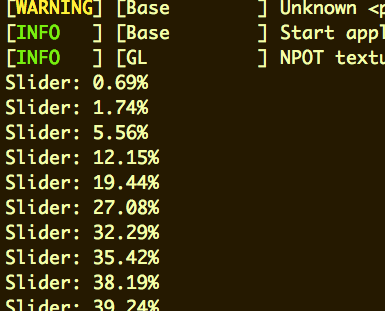 [WARNING] [Base ] Unknown <p
[INFO ] [Base ] Start appl
[INFO ] [GL ] NPOT textu
Slider: 0.69%
Slider: 1.74%
Slider: 5.56%
Slider: 12.15%
Slider: 19.44%
Slider: 27.08%
Slider: 32.29%
Slider: 35.42%
Slider: 38.19%
Slider: 39.24%